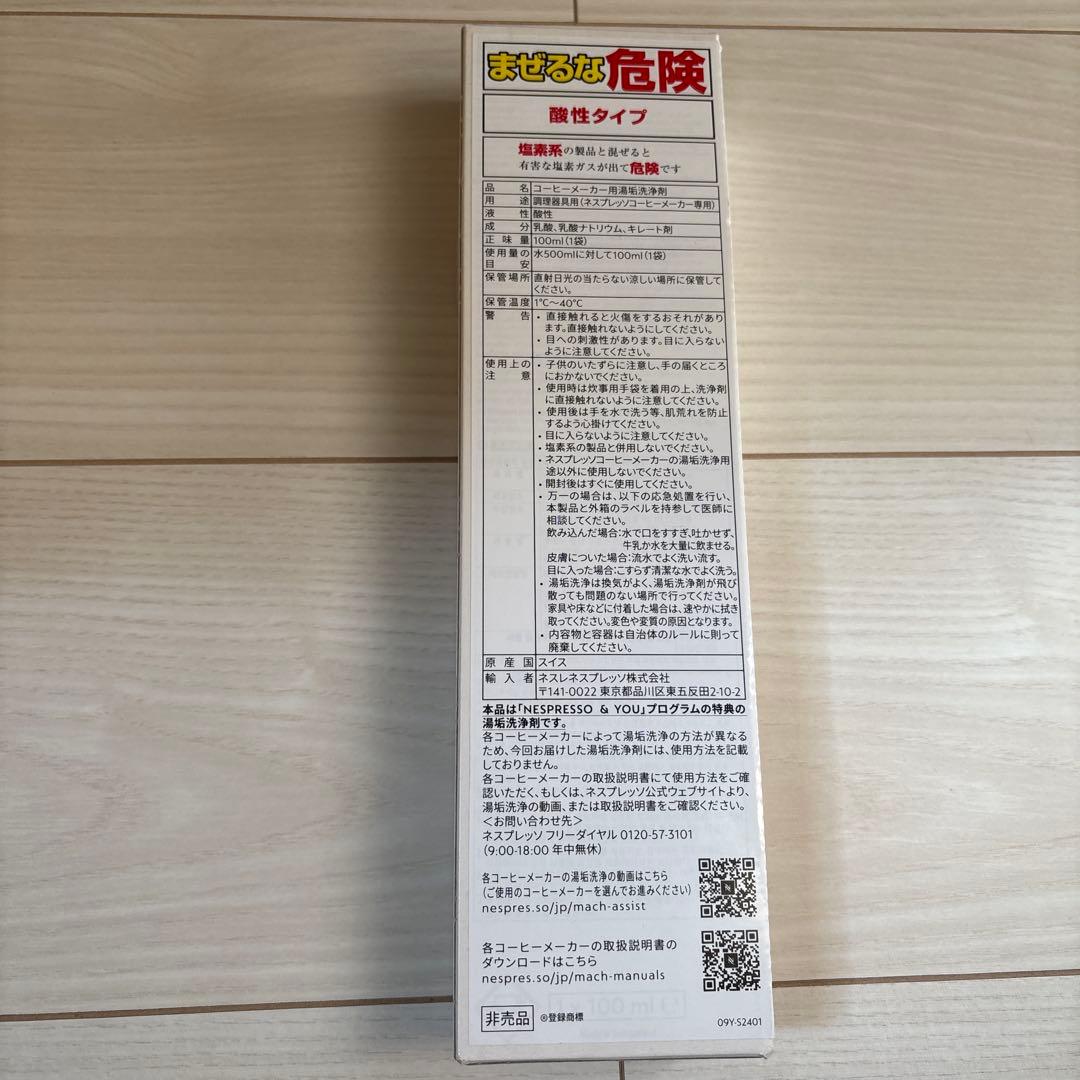 まぜるな危険
酸性タイプ
塩素系の製品と混ぜると
有害な塩素ガスが出て危険です
品名 コーヒーメーカー用湯垢洗浄剤
用途 調理器具用(ネスプレッソコーヒーメーカー専用)
液性 酸性
成分 乳酸、乳酸ナトリウム、キレート剤
正味量 100ml(1袋)
使用量の 水500mlに対して100ml(1袋)
目安
保管場所 直射日光の当たらない涼しい場所に保管して
ください。
保管温度 1℃～40℃
警告 ・直接触れると火傷をするおそれがあり
ます。直接触れないようにしてください。
・目への刺激性があります。目に入らない
ように注意してください。
使用上の ・子供のいたずらに注意し、手の届くところ
注意 におかないでください。
・使用時は炊事用手袋を着用の上、洗浄剤
に直接触れないように注意してください。
・使用後は手を水で洗う等、肌荒れを防止
するよう心掛けてください。
・目に入らないように注意してください。
・塩素系の製品と併用しないでください。
・ネスプレッソコーヒーメーカーの湯垢洗浄用
途以外に使用しないでください。
・開封後はすぐに使用してください。
・万一の場合は、以下の応急処置を行い、
本製品と外箱のラベルを持参して医師に
相談してください。
飲み込んだ場合:水で口をすすぎ、吐かせず、
牛乳か水を大量に飲ませる。
皮膚についた場合:流水でよく洗い流す。
目に入った場合:こすらず清潔な水でよく洗う。
・湯垢洗浄は換気がよく、湯垢洗浄剤が飛び
散っても問題のない場所で行ってください。
家具や床などに付着した場合は、速やかに拭き
取ってください。変色や変質の原因となります。
・内容物と容器は自治体のルールに則って
廃棄してください。
原産国 スイス
輸入者 ネスレネスプレッソ株式会社
〒141-0022 東京都品川区東五反田2-10-2
本品は「NESPRESSO & YOU」プログラムの特典の
湯垢洗浄剤です。
各コーヒーメーカーによって湯垢洗浄の方法が異なる
ため、今回お届けした湯垢洗浄剤には、使用方法を記載
しておりません。
各コーヒーメーカーの取扱説明書にて使用方法をご確
認いただく、もしくは、ネスプレッソ公式ウェブサイトより、
湯垢洗浄の動画、または取扱説明書をご確認ください。
＜お問い合わせ先＞
ネスプレッソ フリーダイヤル 0120-57-3101
(9:00-18:00 年中無休)
各コーヒーメーカーの湯垢洗浄の動画はこちら
(ご使用のコーヒーメーカーを選んでお進みください)
nespres.so/jp/mach-assist
各コーヒーメーカーの取扱説明書の
ダウンロードはこちら
nespres.so/jp/mach-manuals
1 x 100 ml e
非売品 ®登録商標
09Y-S2401